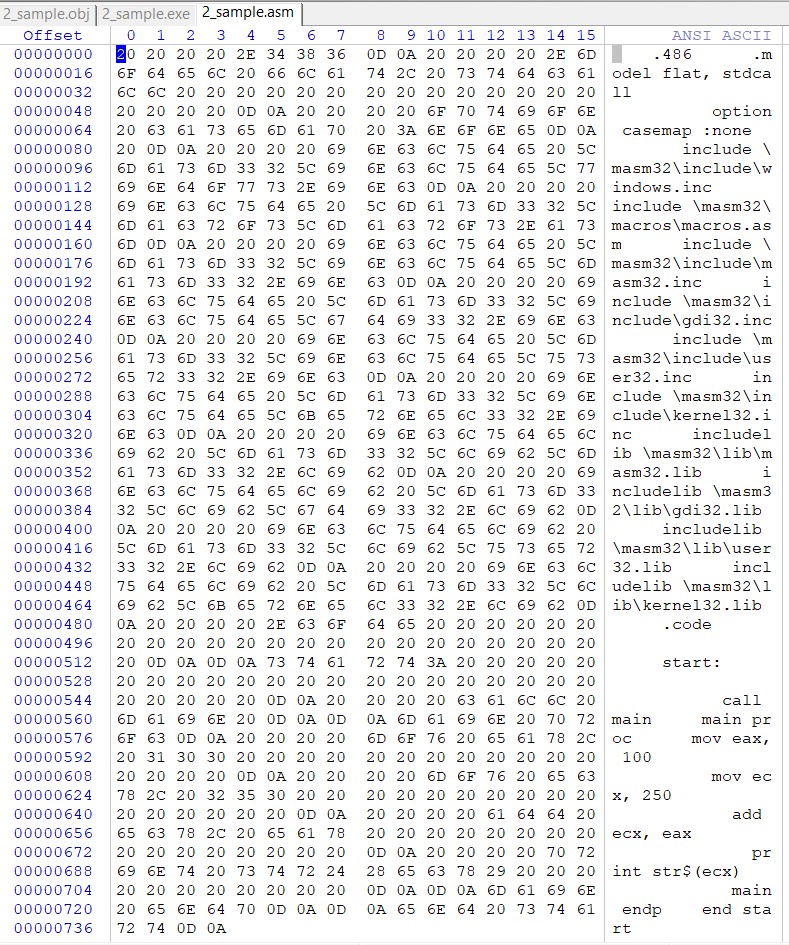 2_sample.obj 2_sample.exe 2_sample.asm
Offset 0 1 2 3 4 5 6 7 8 9 10 11 12 13 14 15 ANSI ASCII
00000000 20 20 20 20 2E 34 38 36 0D 0A 20 20 20 20 2E 6D .486 .m
00000016 6F 64 65 6C 20 66 6C 61 74 2C 20 73 74 64 63 61 odel flat, stdca
00000032 6C 6C 20 20 20 20 20 20 20 20 20 20 20 20 20 20 ll
00000048 20 20 20 20 0D 0A 20 20 20 20 6F 70 74 69 6F 6E option
00000064 20 63 61 73 65 6D 61 70 20 3A 6E 6F 6E 65 0D 0A casemap :none
00000080 20 0D 0A 20 20 20 20 69 6E 63 6C 75 64 65 20 5C include \
00000096 6D 61 73 6D 33 32 5C 69 6E 63 6C 75 64 65 5C 77 masm32\include\w
00000112 69 6E 64 6F 77 73 2E 69 6E 63 0D 0A 20 20 20 20 indows.inc
00000128 69 6E 63 6C 75 64 65 20 5C 6D 61 73 6D 33 32 5C include \masm32\
00000144 6D 61 63 72 6F 73 5C 6D 61 63 72 6F 73 2E 61 73 macros\macros.as
00000160 6D 0D 0A 20 20 20 20 69 6E 63 6C 75 64 65 20 5C m include \
00000176 6D 61 73 6D 33 32 5C 69 6E 63 6C 75 64 65 5C 6D masm32\include\m
00000192 61 73 6D 33 32 2E 69 6E 63 0D 0A 20 20 20 20 69 asm32.inc i
00000208 6E 63 6C 75 64 65 20 5C 6D 61 73 6D 33 32 5C 69 nclude \masm32\i
00000224 6E 63 6C 75 64 65 5C 67 64 69 33 32 2E 69 6E 63 nclude\gdi32.inc
00000240 0D 0A 20 20 20 20 69 6E 63 6C 75 64 65 20 5C 6D include \m
00000256 61 73 6D 33 32 5C 69 6E 63 6C 75 64 65 5C 75 73 asm32\include\us
00000272 65 72 33 32 2E 69 6E 63 0D 0A 20 20 20 20 69 6E er32.inc in
00000288 63 6C 75 64 65 20 5C 6D 61 73 6D 33 32 5C 69 6E clude \masm32\in
00000304 63 6C 75 64 65 5C 6B 65 72 6E 65 6C 33 32 2E 69 clude\kernel32.i
00000320 6E 63 0D 0A 20 20 20 20 69 6E 63 6C 75 64 65 6C nc includel
00000336 69 62 20 5C 6D 61 73 6D 33 32 5C 6C 69 62 5C 6D ib \masm32\lib\m
00000352 61 73 6D 33 32 2E 6C 69 62 0D 0A 20 20 20 20 69 asm32.lib i
00000368 6E 63 6C 75 64 65 6C 69 62 20 5C 6D 61 73 6D 33 ncludelib \masm3
00000384 32 5C 6C 69 62 5C 67 64 69 33 32 2E 6C 69 62 0D 2\lib\gdi32.lib
00000400 0A 20 20 20 20 69 6E 63 6C 75 64 65 6C 69 62 20 includelib
00000416 5C 6D 61 73 6D 33 32 5C 6C 69 62 5C 75 73 65 72 \masm32\lib\user
00000432 33 32 2E 6C 69 62 0D 0A 20 20 20 20 69 6E 63 6C 32.lib incl
00000448 75 64 65 6C 69 62 20 5C 6D 61 73 6D 33 32 5C 6C udelib \masm32\l
00000464 69 62 5C 6B 65 72 6E 65 6C 33 32 2E 6C 69 62 0D ib\kernel32.lib
00000480 0A 20 20 20 20 2E 63 6F 64 65 20 20 20 20 20 20 .code
00000496 20 20 20 20 20 20 20 20 20 20 20 20 20 20 20 20
00000512 20 0D 0A 0D 0A 73 74 61 72 74 3A 20 20 20 20 20 start:
00000528 20 20 20 20 20 20 20 20 20 20 20 20 20 20 20 20
00000544 20 20 20 20 20 0D 0A 20 20 20 20 63 61 6C 6C 20 call
00000560 6D 61 69 6E 20 0D 0A 0D 0A 6D 61 69 6E 20 70 72 main main pr
00000576 6F 63 0D 0A 20 20 20 20 6D 6F 76 20 65 61 78 2C oc mov eax,
00000592 20 31 30 30 20 20 20 20 20 20 20 20 20 20 20 20 100
00000608 20 20 20 20 0D 0A 20 20 20 20 6D 6F 76 20 65 63 mov ec
00000624 78 2C 20 32 35 30 20 20 20 20 20 20 20 20 20 20 x, 250
00000640 20 20 20 20 20 20 0D 0A 20 20 20 20 61 64 64 20 add
00000656 65 63 78 2C 20 65 61 78 20 20 20 20 20 20 20 20 ecx, eax
00000672 20 20 20 20 20 20 20 20 0D 0A 20 20 20 20 70 72 pr
00000688 69 6E 74 20 73 74 72 24 28 65 63 78 29 20 20 20 int str$(ecx)
00000704 20 20 20 20 20 20 20 20 0D 0A 0D 0A 6D 61 69 6E main
00000720 20 65 6E 64 70 0D 0A 0D 0A 65 6E 64 20 73 74 61 endp end sta
00000736 72 74 0D 0A rt